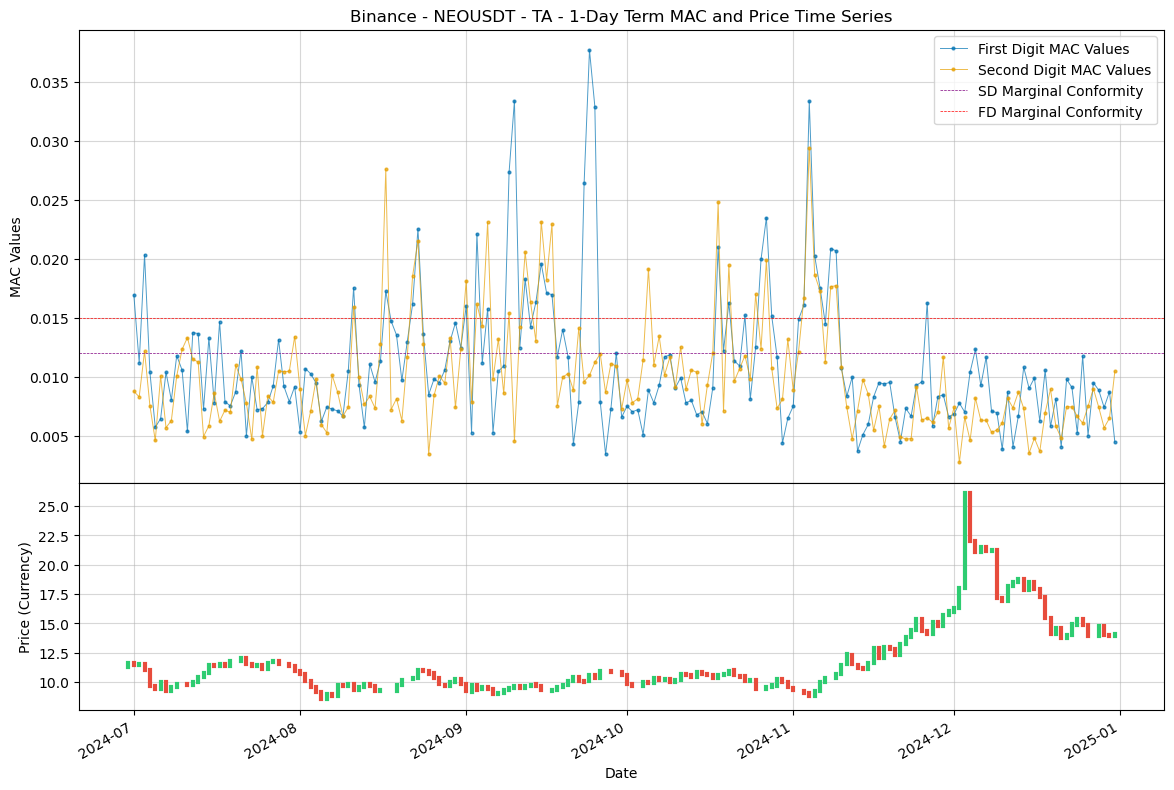 Binance - NEOUSDT - TA - 1-Day Term MAC and Price Time Series
First Digit MAC Values
Second Digit MAC Values
SD Marginal Conformity
FD Marginal Conformity
MAC Values
0.035
0.030
0.025
0.020
0.015
0.010
0.005
Price (Currency)
25.0
22.5
20.0
17.5
15.0
12.5
10.0
2024-07
2024-08
2024-09
2024-10
2024-11
2024-12
2025-01
Date